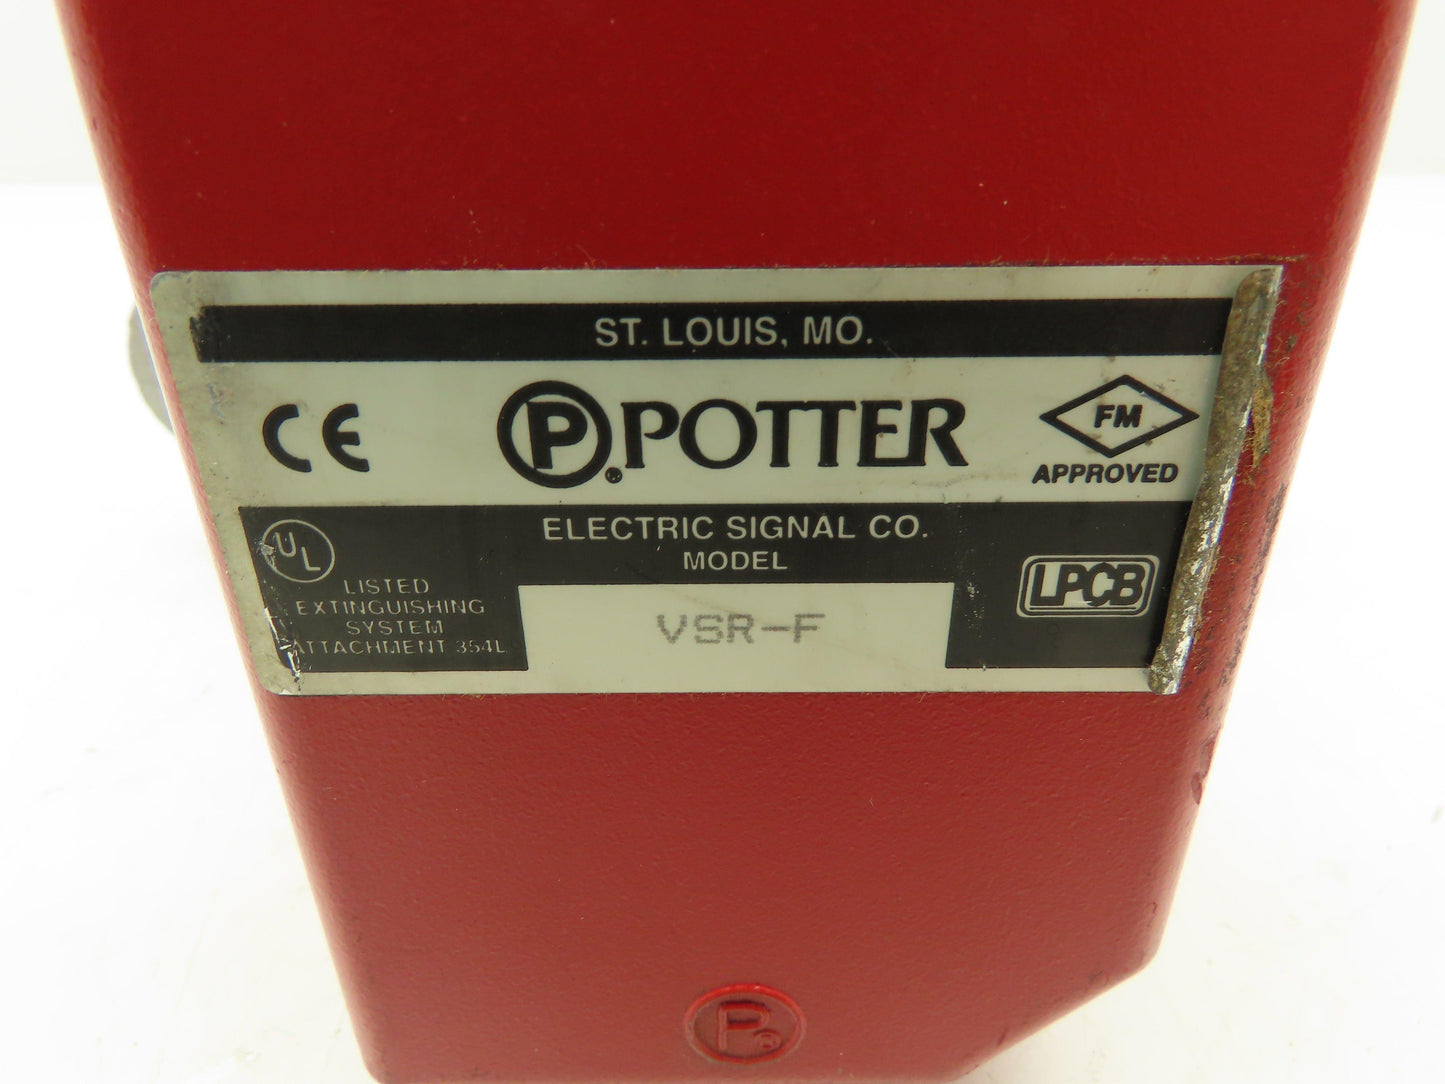 ST. LOUIS, MO.
CE P. POTTER FM
APPROVED
ELECTRIC SIGNAL CO.
MODEL
UL
LISTED
EXTINGUISHING
SYSTEM
ATTACHMENT 354L
LPCB
VSR-F
P